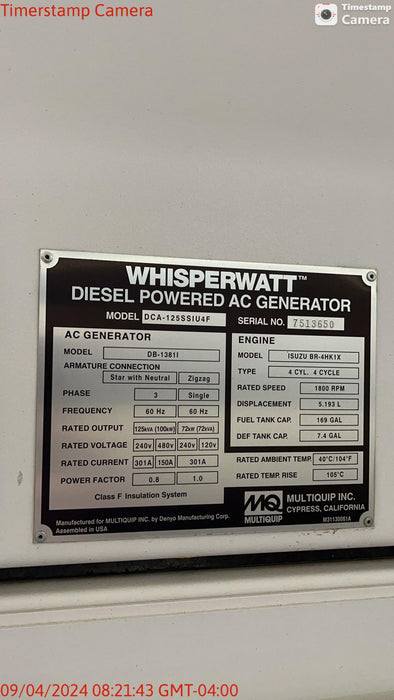 Timerstamp Camera
Timestamp
Camera
WHISPERWATT™
DIESEL POWERED AC GENERATOR
MODEL DCA-125SSIU4F SERIAL NO. 7513650
AC GENERATOR
MODEL DB-1381I
ARMATURE CONNECTION
Star with Neutral Zigzag
PHASE 3 Single
FREQUENCY 60 Hz 60 Hz
RATED OUTPUT 125kVA (100kW) 72kW (72kVA)
RATED VOLTAGE 240V 480V 240V 120V
RATED CURRENT 301A 150A 301A
POWER FACTOR 0.8 1.0
Class F Insulation System
ENGINE
MODEL ISUZU BR-4HK1X
TYPE 4 CYL. 4 CYCLE
RATED SPEED 1800 RPM
DISPLACEMENT 5.193 L
FUEL TANK CAP. 169 GAL
DEF TANK CAP. 7.4 GAL
RATED AMBIENT TEMP. 40°C/104°F
RATED TEMP. RISE 105°C
Manufactured for MULTIQUIP INC. by Denyo Manufacturing Corp.
Assembled in USA
MQ
MULTIQUIP
MULTIQUIP INC.
CYPRESS, CALIFORNIA
M31130051A
09/04/2024 08:21:43 GMT-04:00